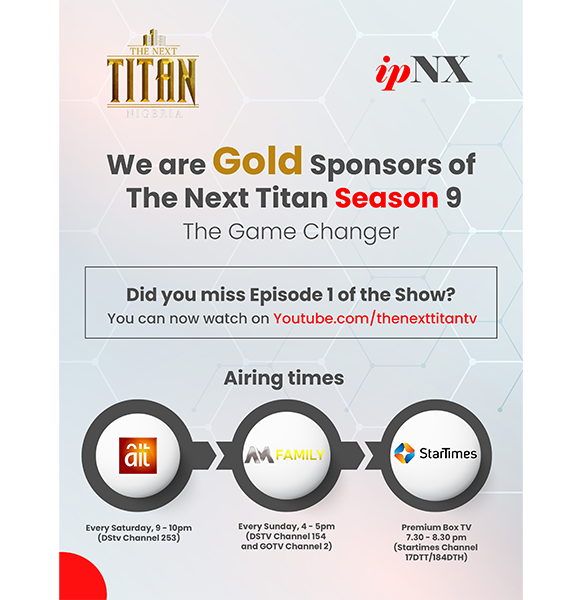 THE NEXT
TITAN
NIGERIA
ipNX
We are Gold Sponsors of
The Next Titan Season 9
The Game Changer
Did you miss Episode 1 of the Show?
You can now watch on Youtube.com/thenexttitantv
Airing times
ait
AM FAMILY
StarTimes
Every Saturday, 9 - 10pm
(DStv Channel 253)
Every Sunday, 4 - 5pm
(DSTV Channel 154
and GOTV Channel 2)
Premium Box TV
7.30 - 8.30 pm
(Startimes Channel
17DTT/184DTH)